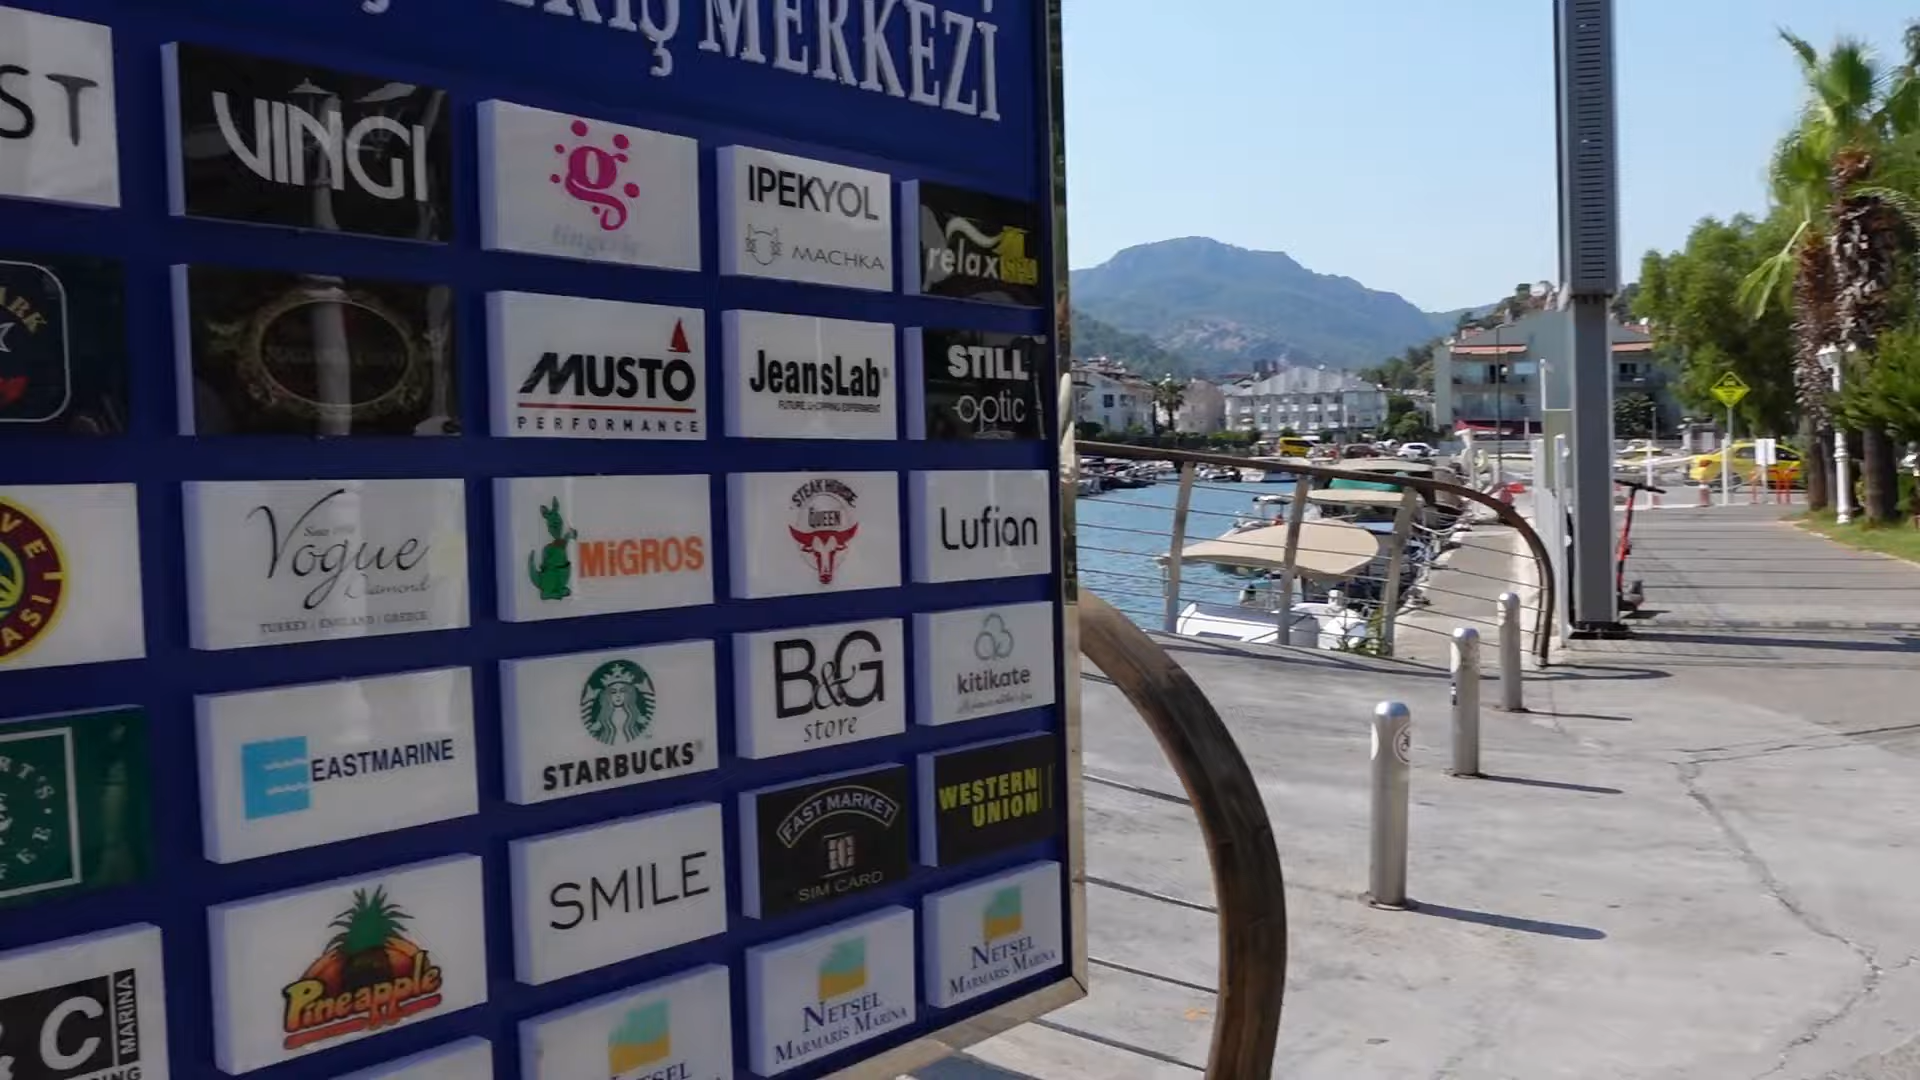 MERKEZİ
ST
VINGI
g
lingerie
IPEKYOL
MACHKA
relax
MUSTO
PERFORMANCE
JeansLab
STILL
optic
Vogue
Diamond
TURKEY | ENGLAND | GREECE
MiGROS
STEAK HOUSE
QUEEN
Lufian
EASTMARINE
STARBUCKS
B&G
store
kitikate
FAST MARKET
SIM CARD
WESTERN
UNION
Pineapple
SMILE
NETSEL
MARMARIS MARINA
NETSEL
MARMARIS MARINA
C
MARINA